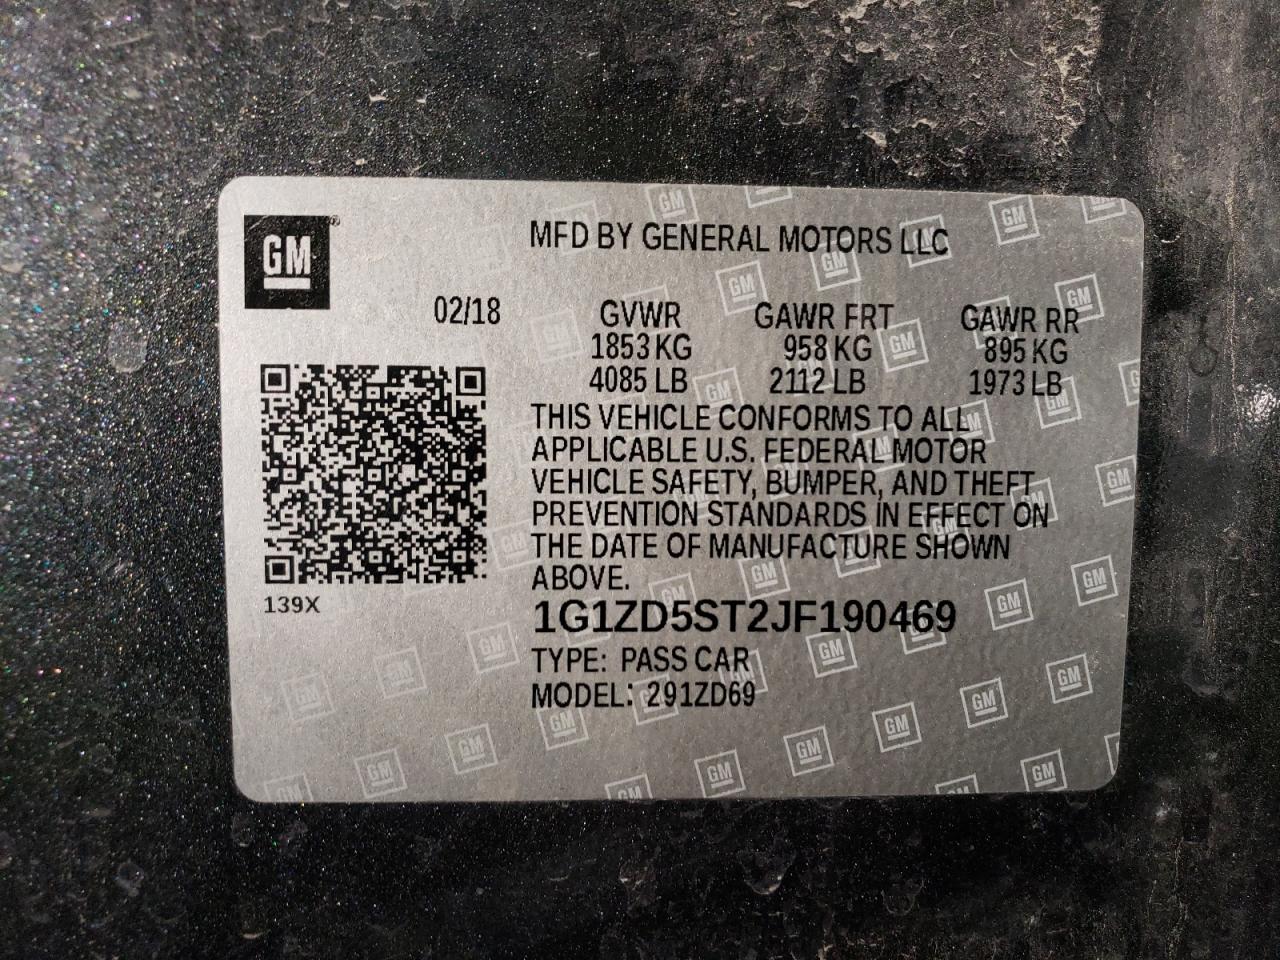 GM
MFD BY GENERAL MOTORS LLC
02/18
GVWR GAWR FRT GAWR RR
1853 KG 958 KG 895 KG
4085 LB 2112 LB 1973 LB
THIS VEHICLE CONFORMS TO ALL
APPLICABLE U.S. FEDERAL MOTOR
VEHICLE SAFETY, BUMPER, AND THEFT
PREVENTION STANDARDS IN EFFECT ON
THE DATE OF MANUFACTURE SHOWN
ABOVE.
139X
1G1ZD5ST2JF190469
TYPE: PASS CAR
MODEL: 291ZD69